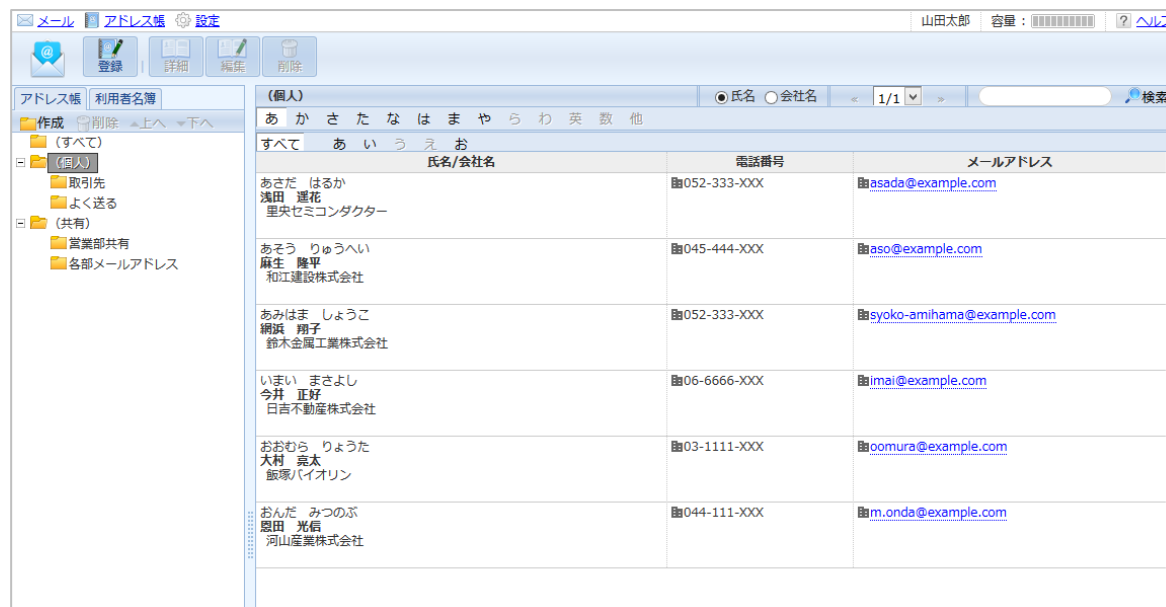 メール アドレス帳 設定 山田太郎 容量： ? ヘルプ
登録 詳細 編集 削除
アドレス帳 利用者名簿 （個人） 氏名 会社名 « 1/1 » 検索
作成 削除 上へ 下へ あ か さ た な は ま や ら わ 英 数 他
（すべて） すべて あ い う え お
（個人） 氏名/会社名 電話番号 メールアドレス
取引先
よく送る
（共有）
営業部共有
各部メールアドレス
あさだ　はるか 052-333-XXX asada@example.com
浅田　遥花
里央セミコンダクター
あそう　りゅうへい 045-444-XXX aso@example.com
麻生　隆平
和江建設株式会社
あみはま　しょうこ 052-333-XXX syoko-amihama@example.com
網浜　翔子
鈴木金属工業株式会社
いまい　まさよし 06-6666-XXX imai@example.com
今井　正好
日吉不動産株式会社
おおむら　りょうた 03-1111-XXX oomura@example.com
大村　亮太
飯塚バイオリン
おんだ　みつのぶ 044-111-XXX m.onda@example.com
恩田　光信
河山産業株式会社